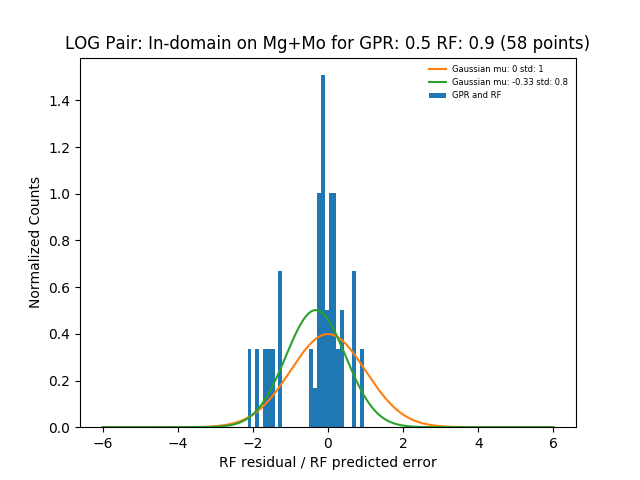 LOG Pair: In-domain on Mg+Mo for GPR: 0.5 RF: 0.9 (58 points)
Gaussian mu: 0 std: 1
Gaussian mu: -0.33 std: 0.8
GPR and RF
Normalized Counts
1.4
1.2
1.0
0.8
0.6
0.4
0.2
0.0
−6 −4 −2 0 2 4 6
RF residual / RF predicted error